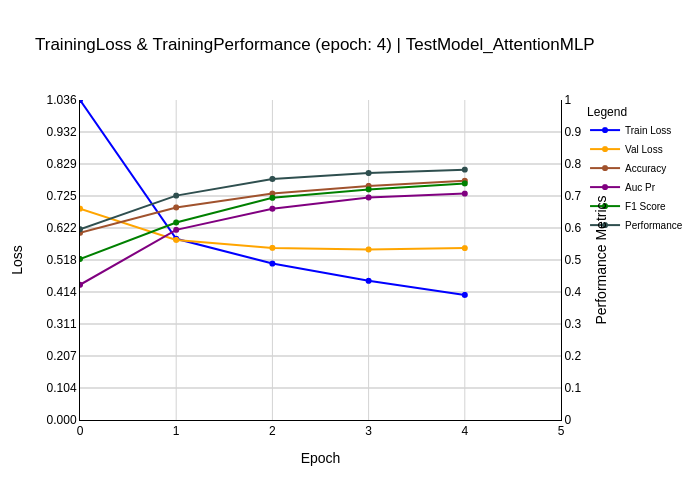 TrainingLoss & TrainingPerformance (epoch: 4) | TestModel_AttentionMLP
1.036
0.932
0.829
0.725
0.622
0.518
0.414
0.311
0.207
0.104
0.000
Loss
0 1 2 3 4 5
Epoch
1
0.9
0.8
0.7
0.6
0.5
0.4
0.3
0.2
0.1
0
Performance Metrics
Legend
Train Loss
Val Loss
Accuracy
Auc Pr
F1 Score
Performance